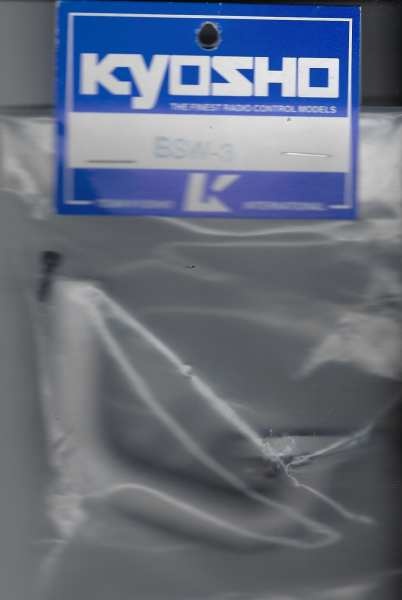 KYOSHO
THE FINEST RADIO CONTROL MODELS
BSW-3
INTERNATIONAL